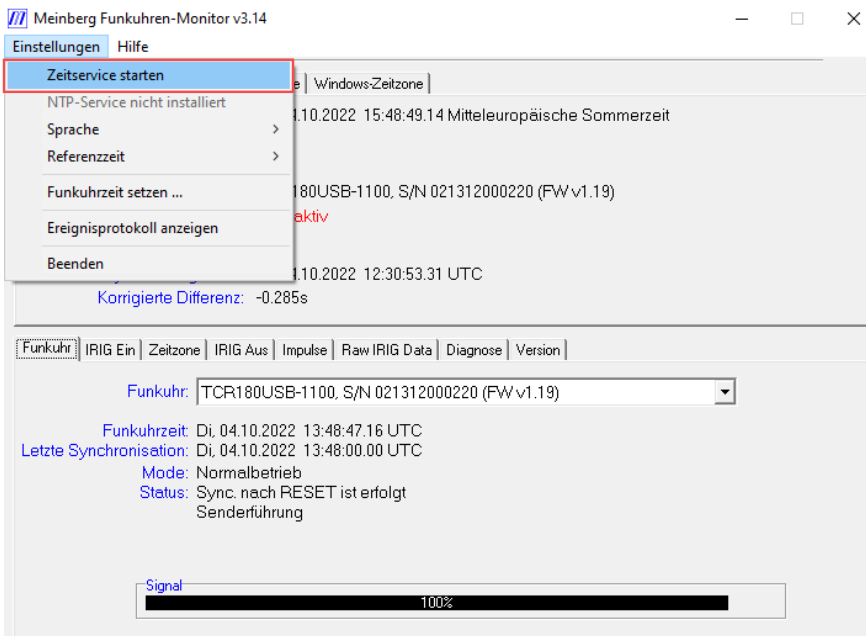 Meinberg Funkuhren-Monitor v3.14
Einstellungen Hilfe
Zeitservice starten
NTP-Service nicht installiert
Sprache
Referenzzeit
Funkuhrzeit setzen ...
Ereignisprotokoll anzeigen
Beenden
Windows-Zeitzone
.10.2022 15:48:49.14 Mitteleuropäische Sommerzeit
180USB-1100, S/N 021312000220 (FW v1.19)
aktiv
.10.2022 12:30:53.31 UTC
Korrigierte Differenz: -0.285s
Funkuhr IRIG Ein Zeitzone IRIG Aus Impulse Raw IRIG Data Diagnose Version
Funkuhr: TCR180USB-1100, S/N 021312000220 (FW v1.19)
Funkuhrzeit: Di, 04.10.2022 13:48:47.16 UTC
Letzte Synchronisation: Di, 04.10.2022 13:48:00.00 UTC
Mode: Normalbetrieb
Status: Sync. nach RESET ist erfolgt
Senderführung
Signal
100%